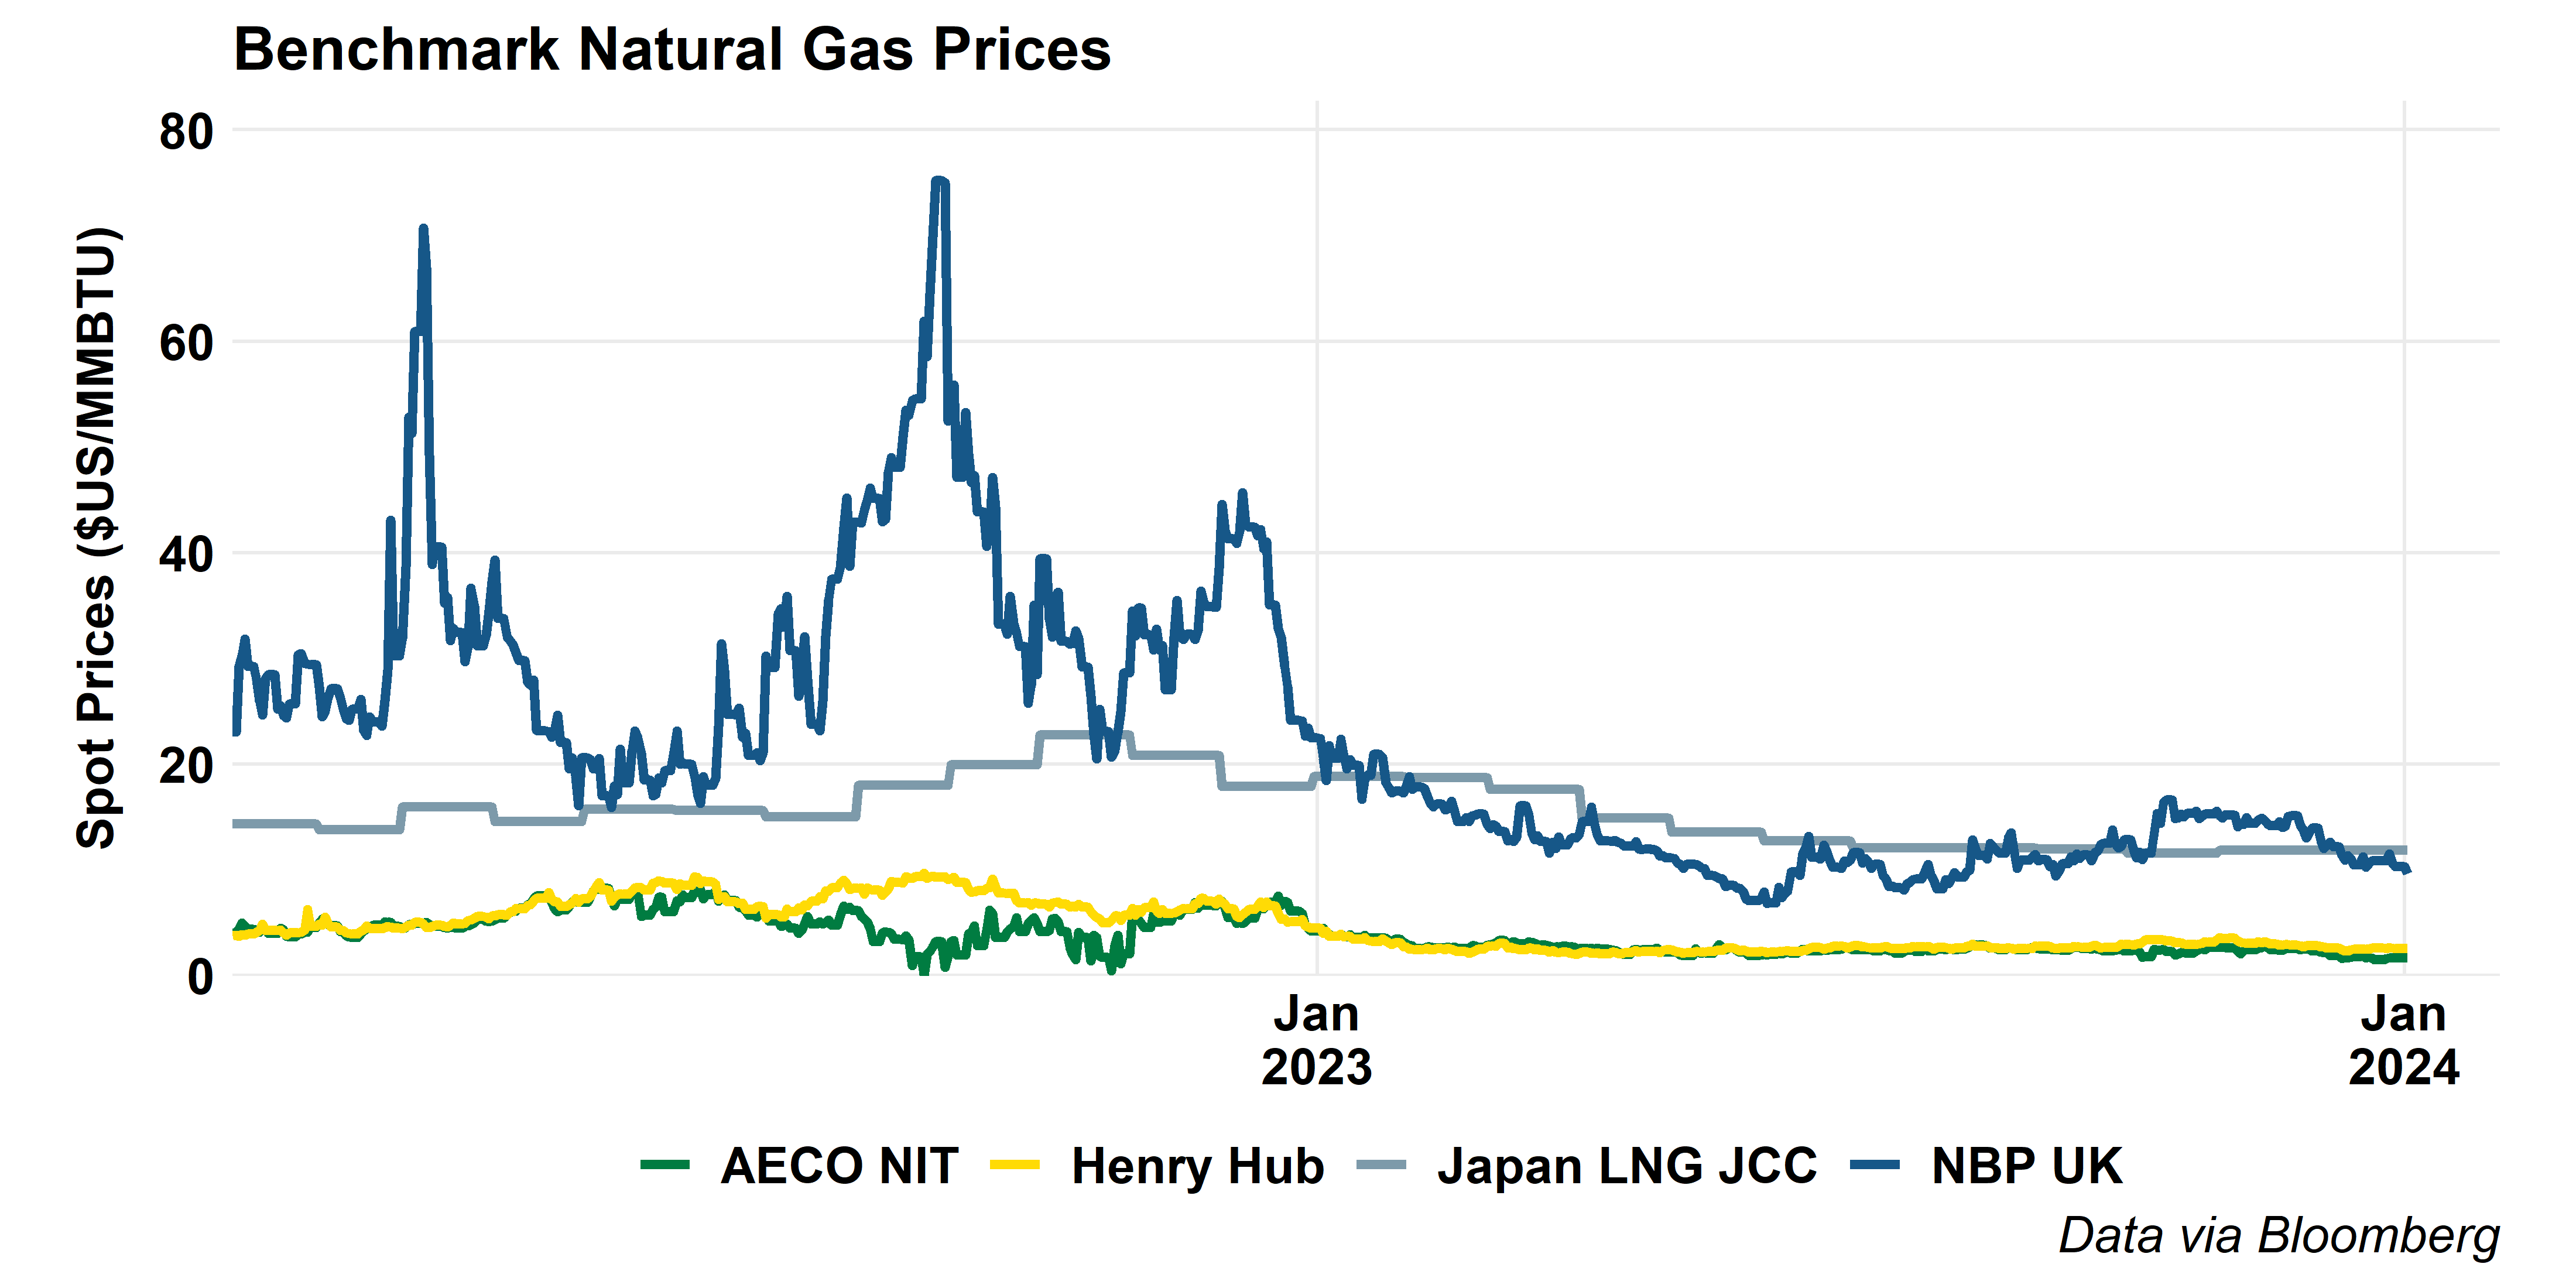 Benchmark Natural Gas Prices
Spot Prices ($US/MMBTU)
80
60
40
20
0
Jan
2023
Jan
2024
AECO NIT Henry Hub Japan LNG JCC NBP UK
Data via Bloomberg